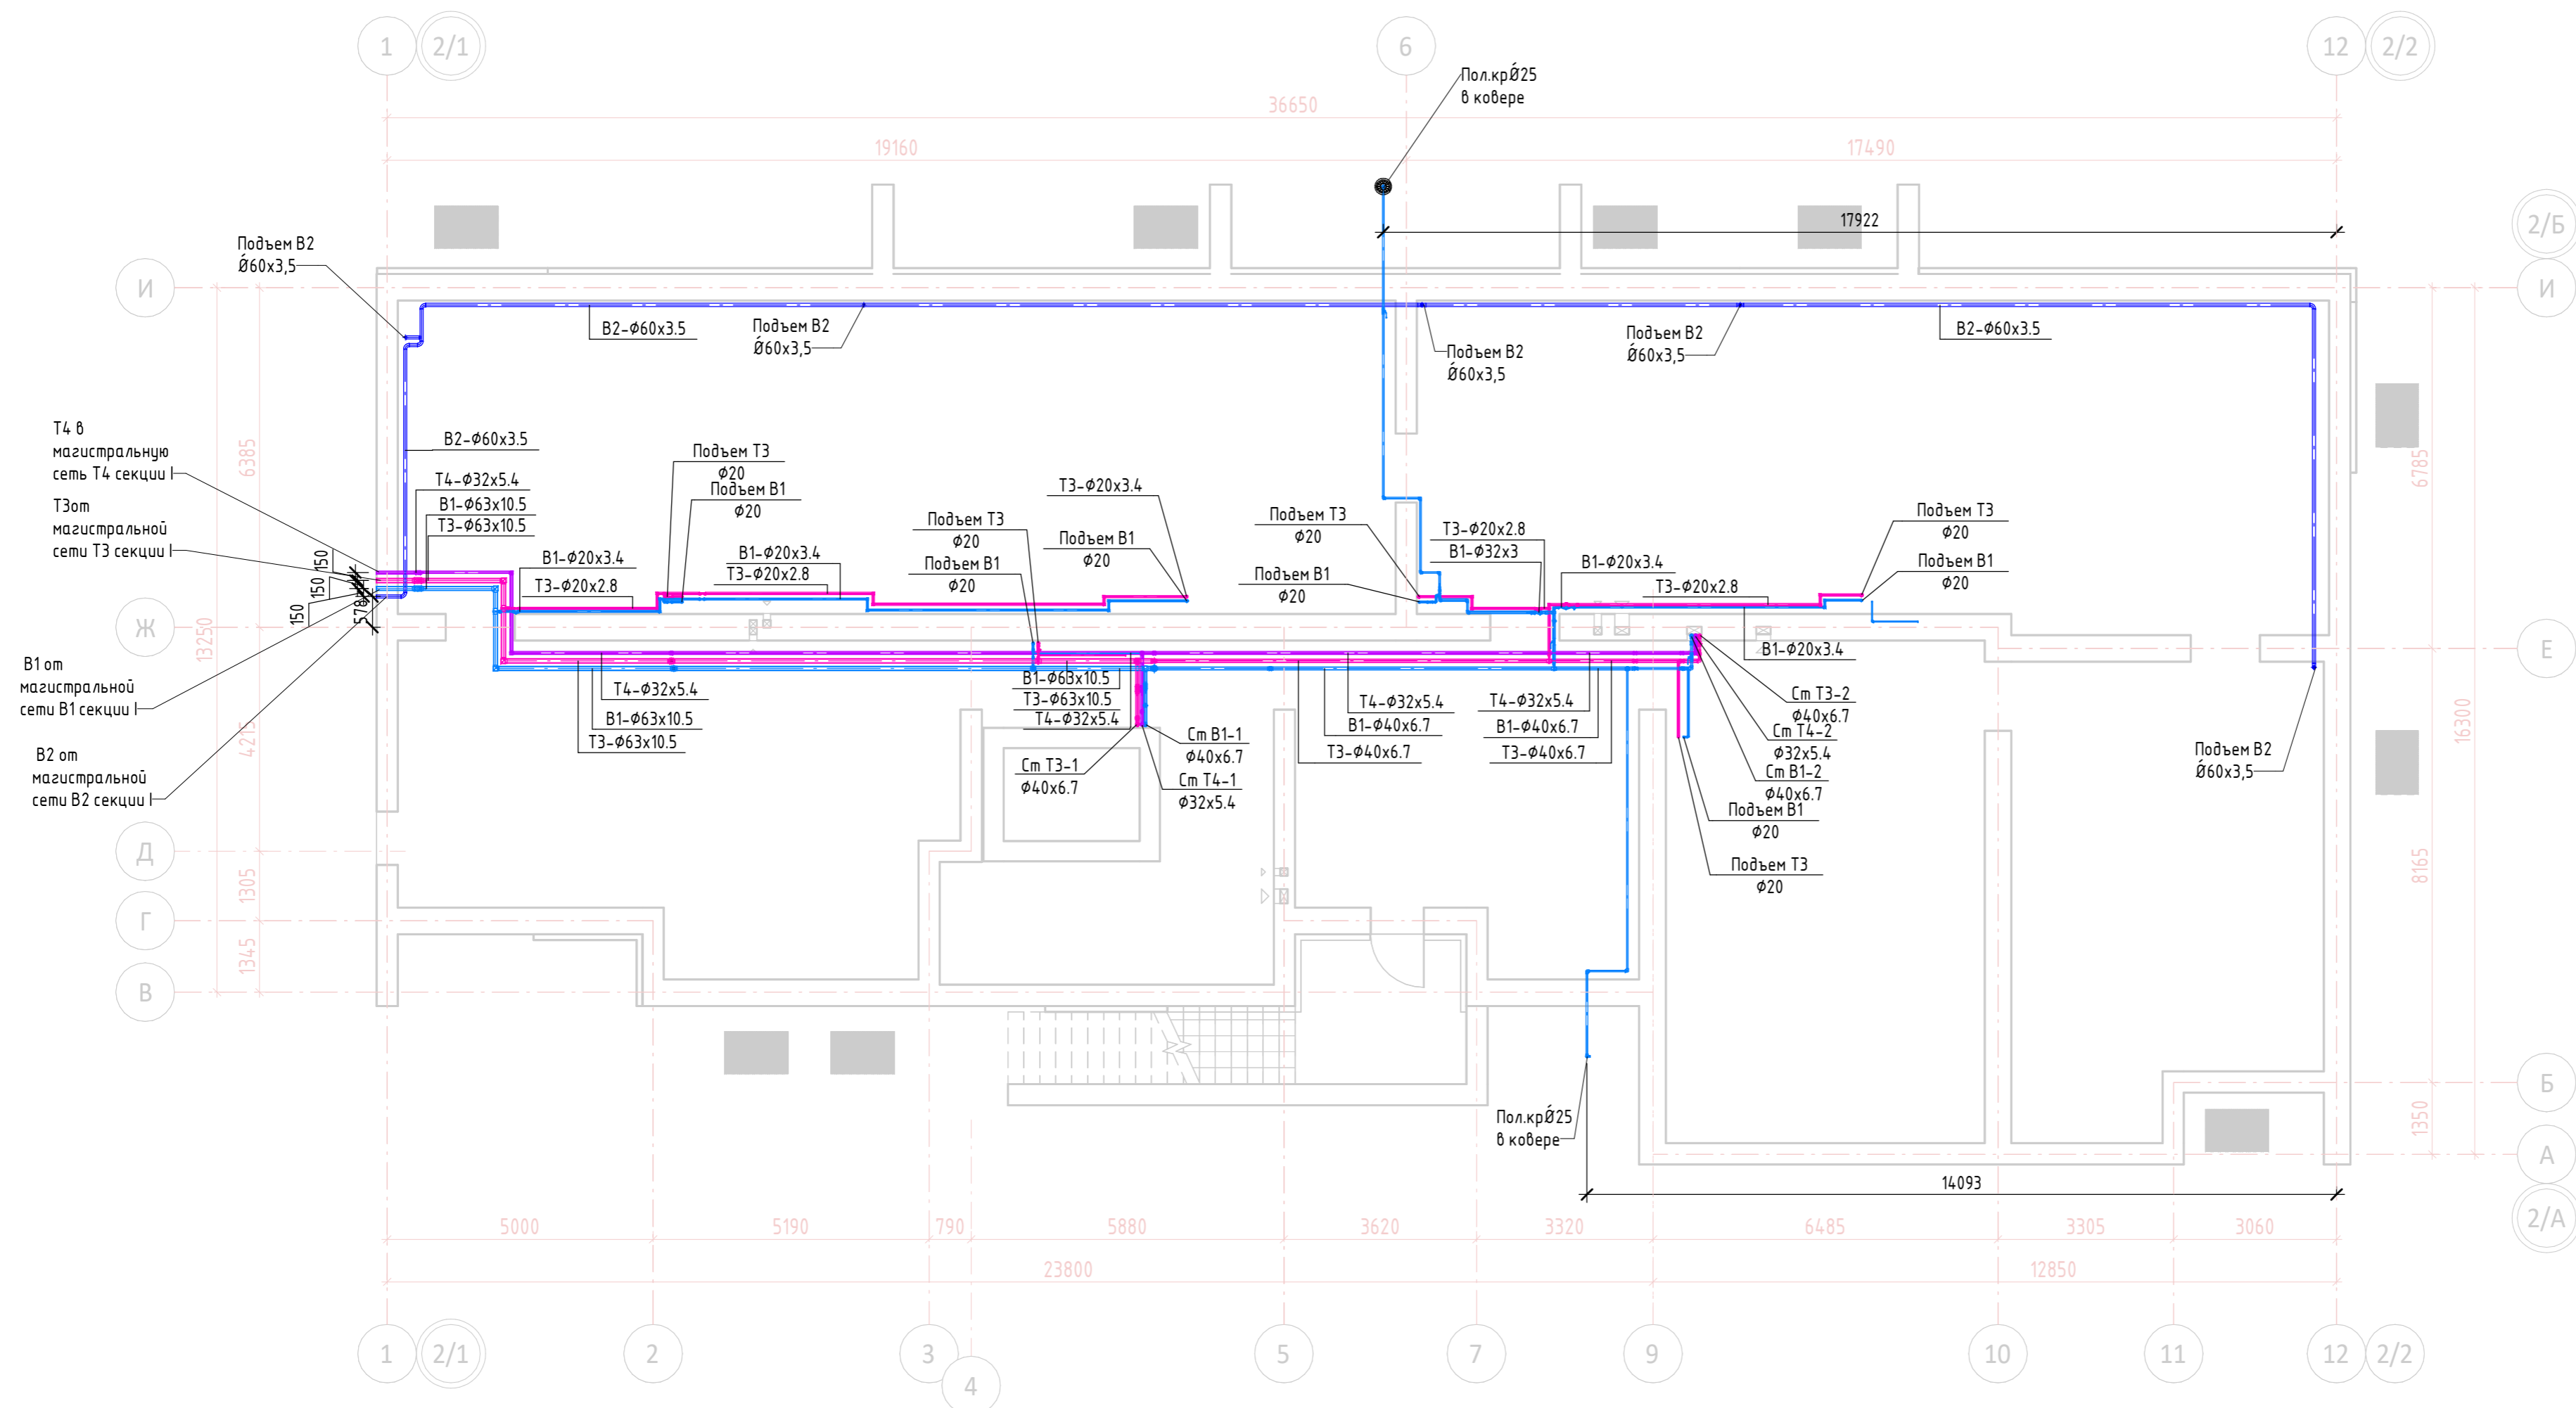 1
2/1
6
12
2/2
Пол.кр.Ø25
в ковере
36650
19160
17490
17922
2/Б
И
И
Подъем В2
Ø60х3,5
В2-Ф60х3.5
Подъем В2
Ø60х3,5
Подъем В2
Ø60х3,5
Подъем В2
Ø60х3,5
В2-Ф60х3.5
Т4 в
магистральную
сеть Т4 секции I
Т3от
магистральной
сети Т3 секции I
6385
13250
В2-Ф60х3.5
Т4-Ф32х5.4
В1-Ф63х10.5
Т3-Ф63х10.5
150
150
150
578
В1-Ф20х3.4
Т3-Ф20х2.8
Подъем Т3
Ф20
Подъем В1
Ф20
В1-Ф20х3.4
Т3-Ф20х2.8
Подъем Т3
Ф20
Подъем В1
Ф20
Т3-Ф20х3.4
Подъем В1
Ф20
Подъем Т3
Ф20
Подъем В1
Ф20
Т3-Ф20х2.8
В1-Ф32х3
В1-Ф20х3.4
Т3-Ф20х2.8
Подъем Т3
Ф20
Подъем В1
Ф20
6785
Ж
Е
В1 от
магистральной
сети В1 секции I
В2 от
магистральной
сети В2 секции I
4215
Т4-Ф32х5.4
В1-Ф63х10.5
Т3-Ф63х10.5
В1-Ф63х10.5
Т3-Ф63х10.5
Т4-Ф32х5.4
Ст Т3-1
Ф40х6.7
Ст В1-1
Ф40х6.7
Ст Т4-1
Ф32х5.4
Т4-Ф32х5.4
В1-Ф40х6.7
Т3-Ф40х6.7
Т4-Ф32х5.4
В1-Ф40х6.7
Т3-Ф40х6.7
В1-Ф20х3.4
Ст Т3-2
Ф40х6.7
Ст Т4-2
Ф32х5.4
Ст В1-2
Ф40х6.7
Подъем В1
Ф20
Подъем Т3
Ф20
Подъем В2
Ø60х3,5
16300
8165
1350
Д
1305
Г
1345
В
Б
А
2/А
Пол.кр.Ø25
в ковере
14093
5000
5190
790
5880
3620
3320
6485
3305
3060
23800
12850
1
2/1
2
3
4
5
7
9
10
11
12
2/2